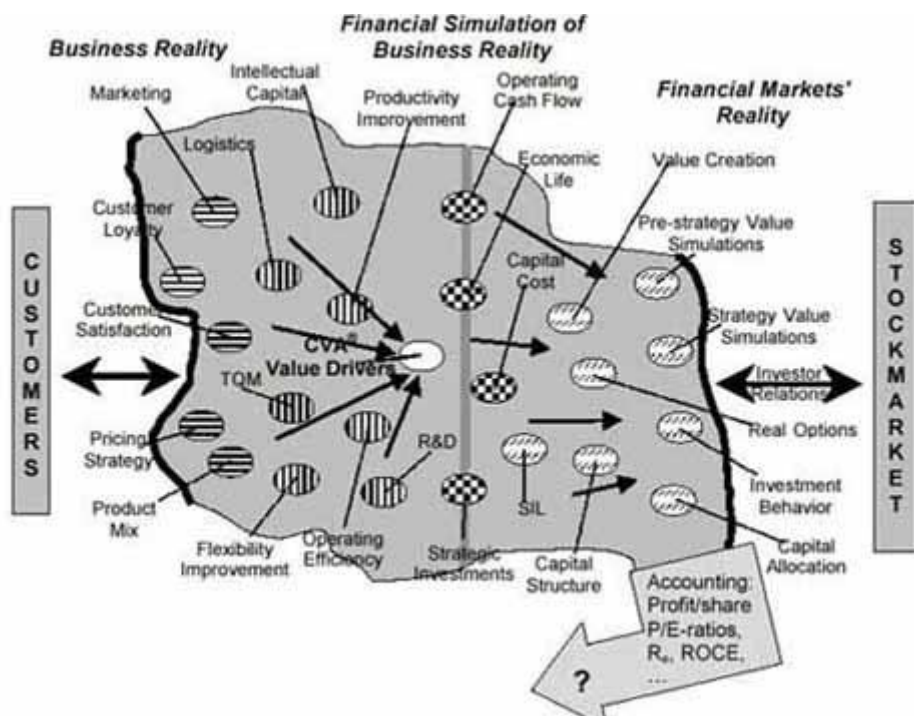 Business Reality
Financial Simulation of
Business Reality
Financial Markets'
Reality
Marketing
Intellectual
Capital
Productivity
Improvement
Operating
Cash Flow
Logistics
Economic
Life
Value Creation
Customer
Loyalty
Pre-strategy Value
Simulations
Capital
Cost
Customer
Satisfaction
CVA®
Value Drivers
Strategy Value
Simulations
TQM
Investor
Relations
Real Options
Pricing
Strategy
R&D
Product
Mix
SIL
Investment
Behavior
Flexibility
Improvement
Operating
Efficiency
Strategic
Investments
Capital
Structure
Capital
Allocation
CUSTOMERS
STOCKMARKET
Accounting:
Profit/share
P/E-ratios,
Re, ROCE,
...
?